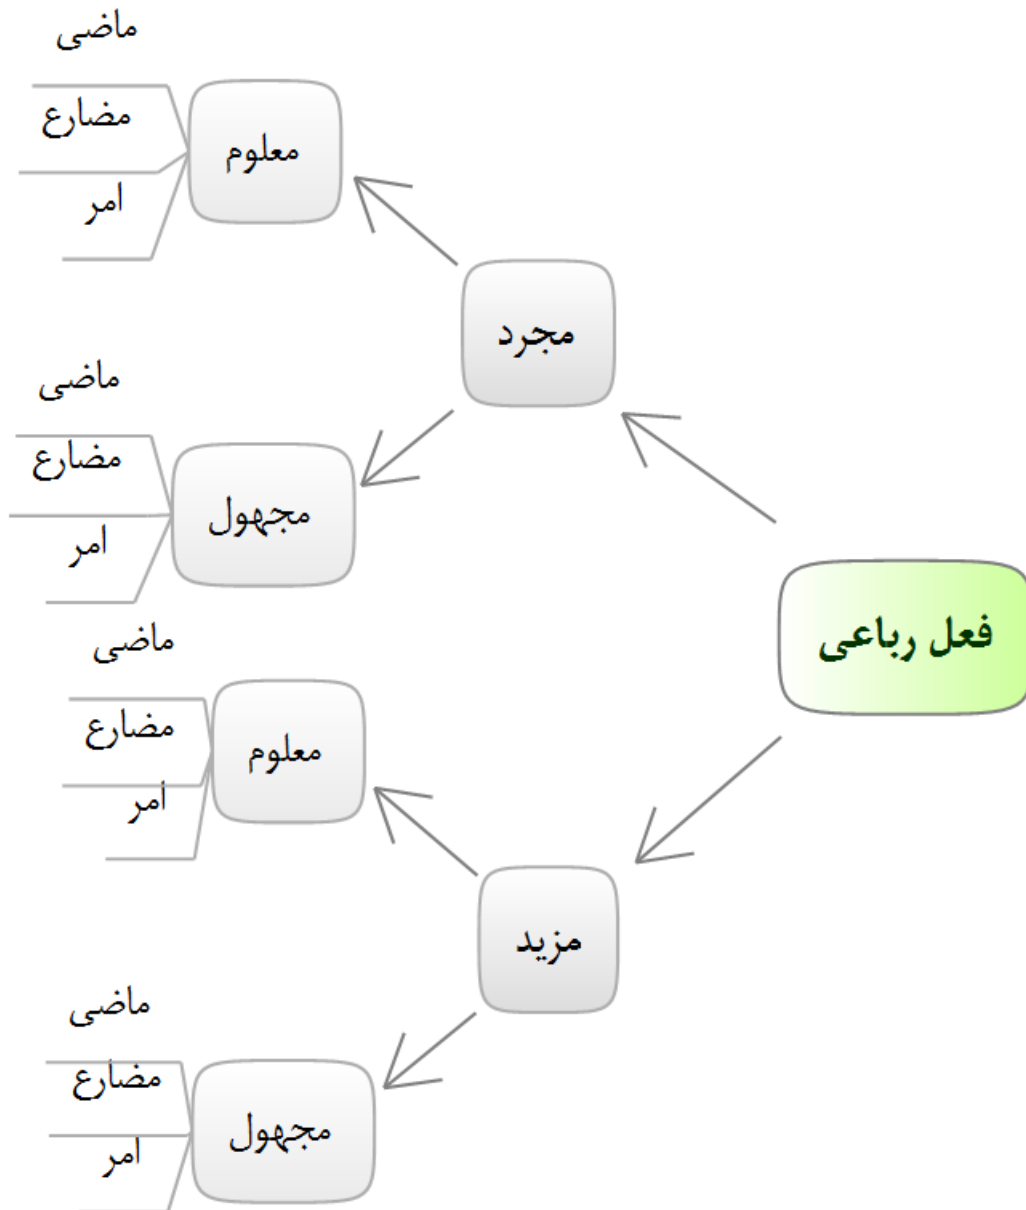 فعل رباعی
مجرد
معلوم
ماضی
مضارع
امر
مجهول
ماضی
مضارع
امر
مزید
معلوم
ماضی
مضارع
امر
مجهول
ماضی
مضارع
امر